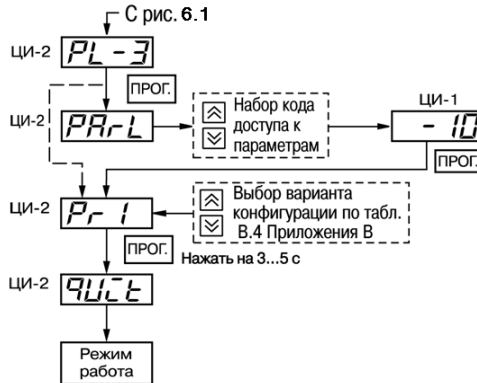 С рис. 6.1
ЦИ-2 PL-3
ПРОГ.
ЦИ-2 PArL
Набор кода
доступа к
параметрам
ЦИ-1
- 10
ПРОГ.
ЦИ-2 Pr 1
Выбор варианта
конфигурации по табл.
В.4 Приложения В
ПРОГ.
Нажать на 3...5 с
ЦИ-2 qUit
Режим
работа